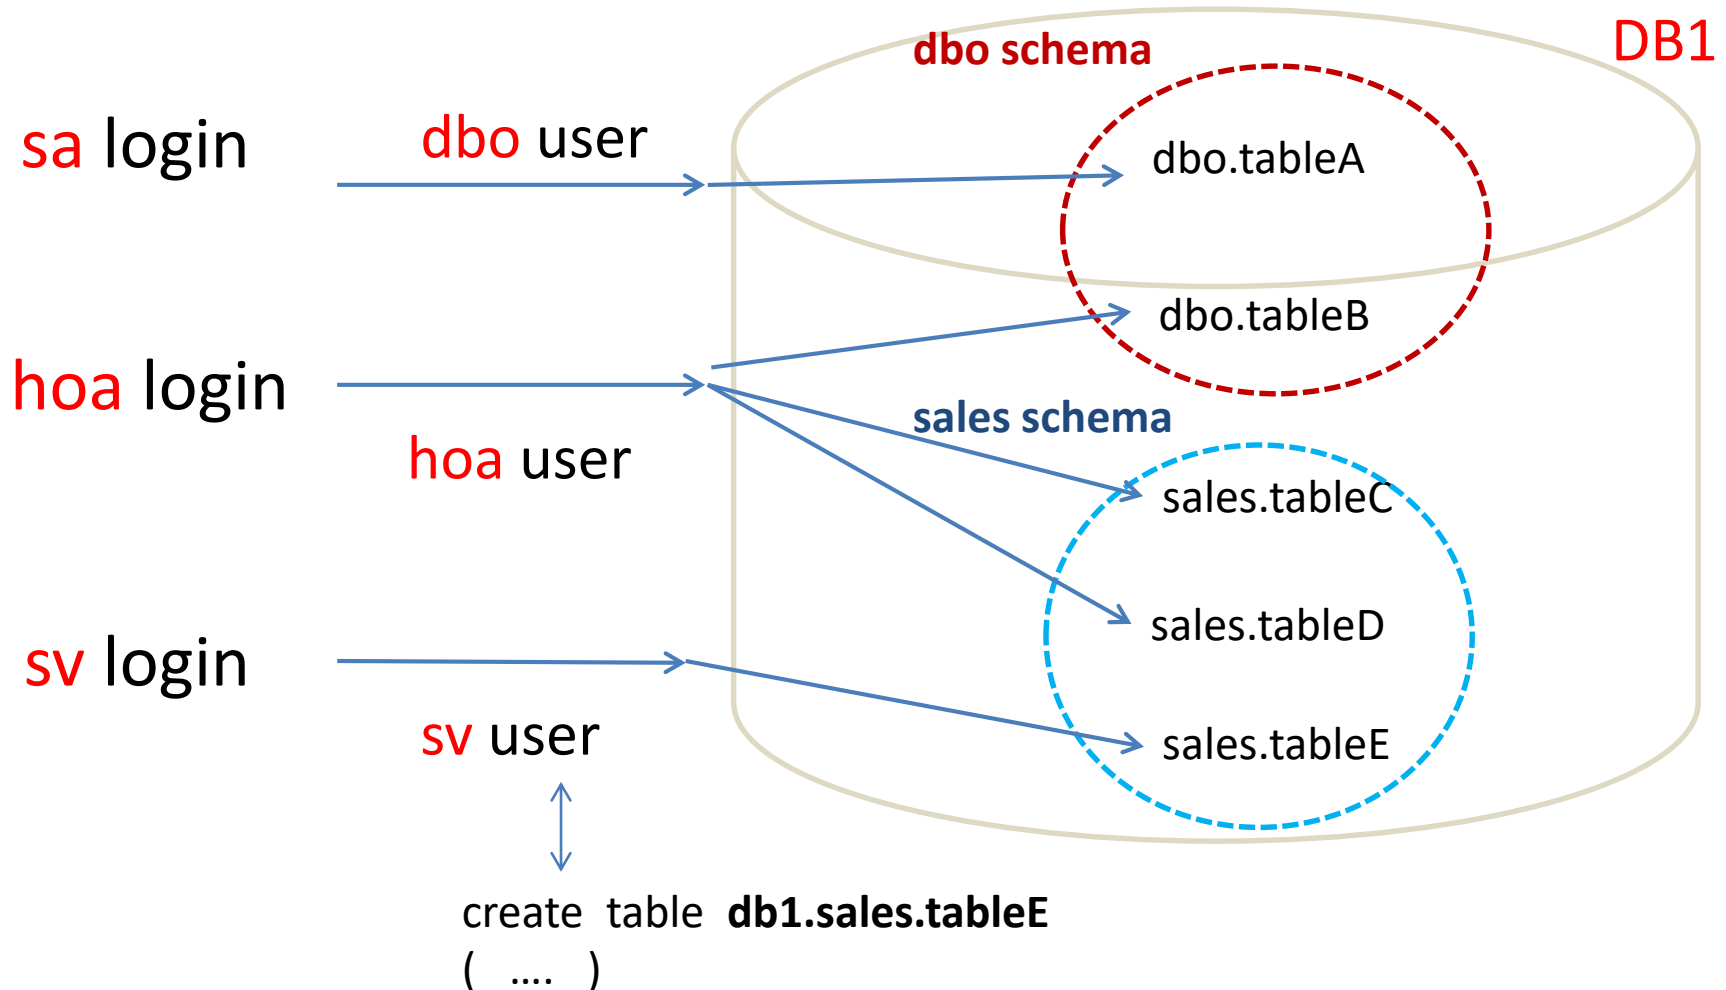 DB1
dbo schema
sa login
dbo user
dbo.tableA
dbo.tableB
hoa login
hoa user
sales schema
sales.tableC
sales.tableD
sv login
sv user
sales.tableE
create table db1.sales.tableE
( .... )